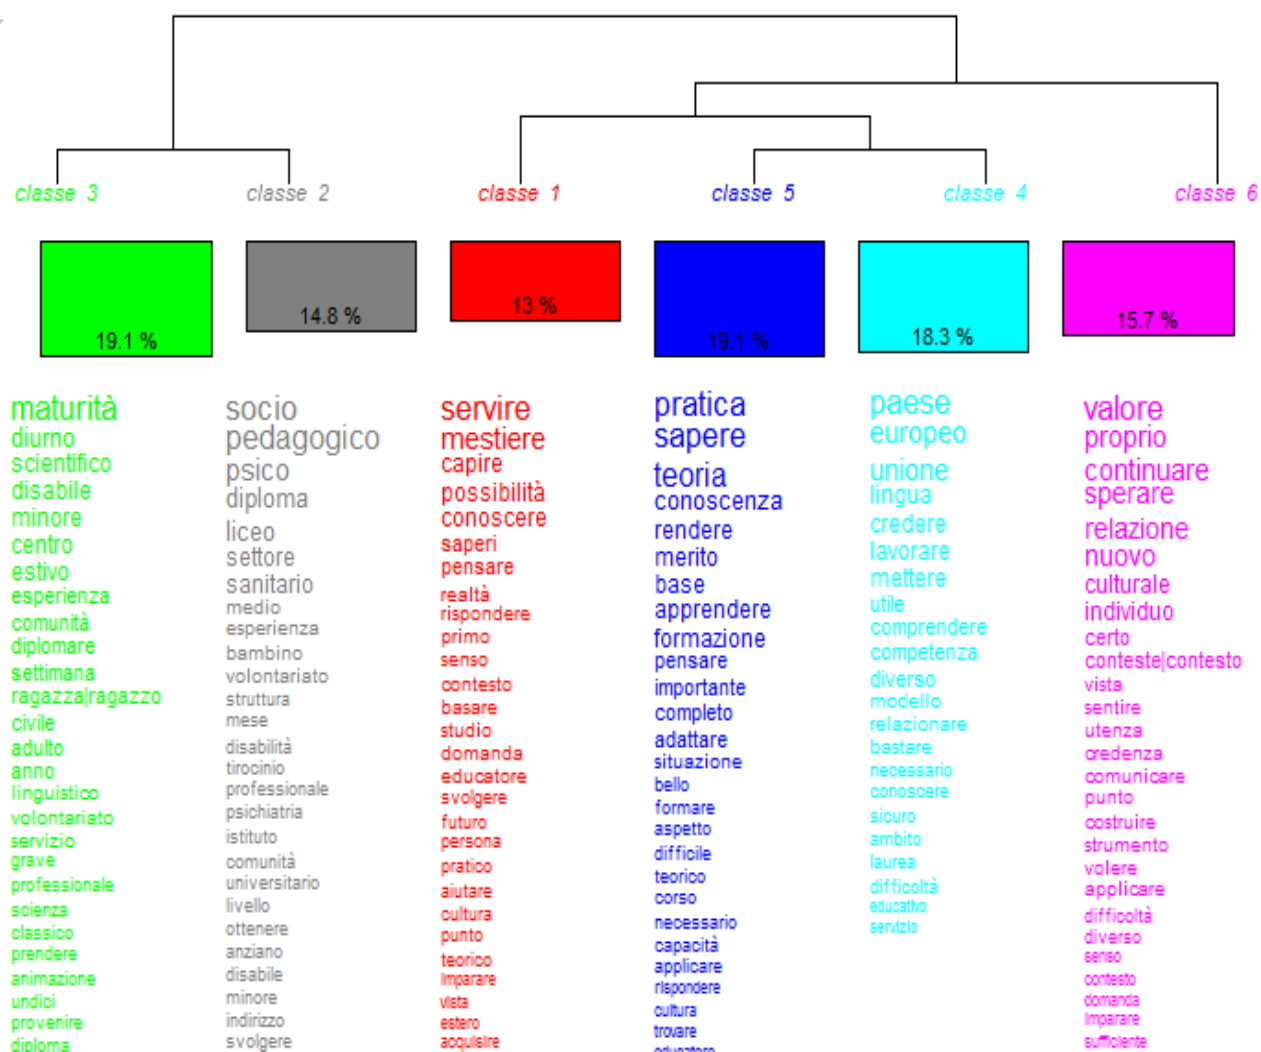 classe 3
classe 2
classe 1
classe 5
classe 4
classe 6
19.1 %
14.8 %
13 %
19.1 %
18.3 %
15.7 %
maturità
diurno
scientifico
disabile
minore
centro
estivo
esperienza
comunità
diplomare
settimana
ragazza|ragazzo
civile
adulto
anno
linguistico
volontariato
servizio
grave
professionale
scienza
classico
prendere
animazione
undici
provenire
diploma
socio
pedagogico
psico
diploma
liceo
settore
sanitario
medio
esperienza
bambino
volontariato
struttura
mese
disabilità
tirocinio
professionale
psichiatria
istituto
comunità
universitario
livello
ottenere
anziano
disabile
minore
indirizzo
svolgere
servire
mestiere
capire
possibilità
conoscere
saperi
pensare
realtà
rispondere
primo
senso
contesto
basare
studio
domanda
educatore
svolgere
futuro
persona
pratico
aiutare
cultura
punto
teorico
imparare
vista
estero
acquisire
pratica
sapere
teoria
conoscenza
rendere
merito
base
apprendere
formazione
pensare
importante
completo
adattare
situazione
bello
formare
aspetto
difficile
teorico
corso
necessario
capacità
applicare
rispondere
cultura
trovare
educatore
paese
europeo
unione
lingua
credere
lavorare
mettere
utile
comprendere
competenza
diverso
modello
relazionare
bastare
necessario
conoscere
sicuro
ambito
laurea
difficoltà
educativo
servizio
valore
proprio
continuare
sperare
relazione
nuovo
culturale
individuo
certo
conteste|contesto
vista
sentire
utenza
credenza
comunicare
punto
costruire
strumento
volere
applicare
difficoltà
diverso
senso
contesto
domanda
imparare
sufficiente